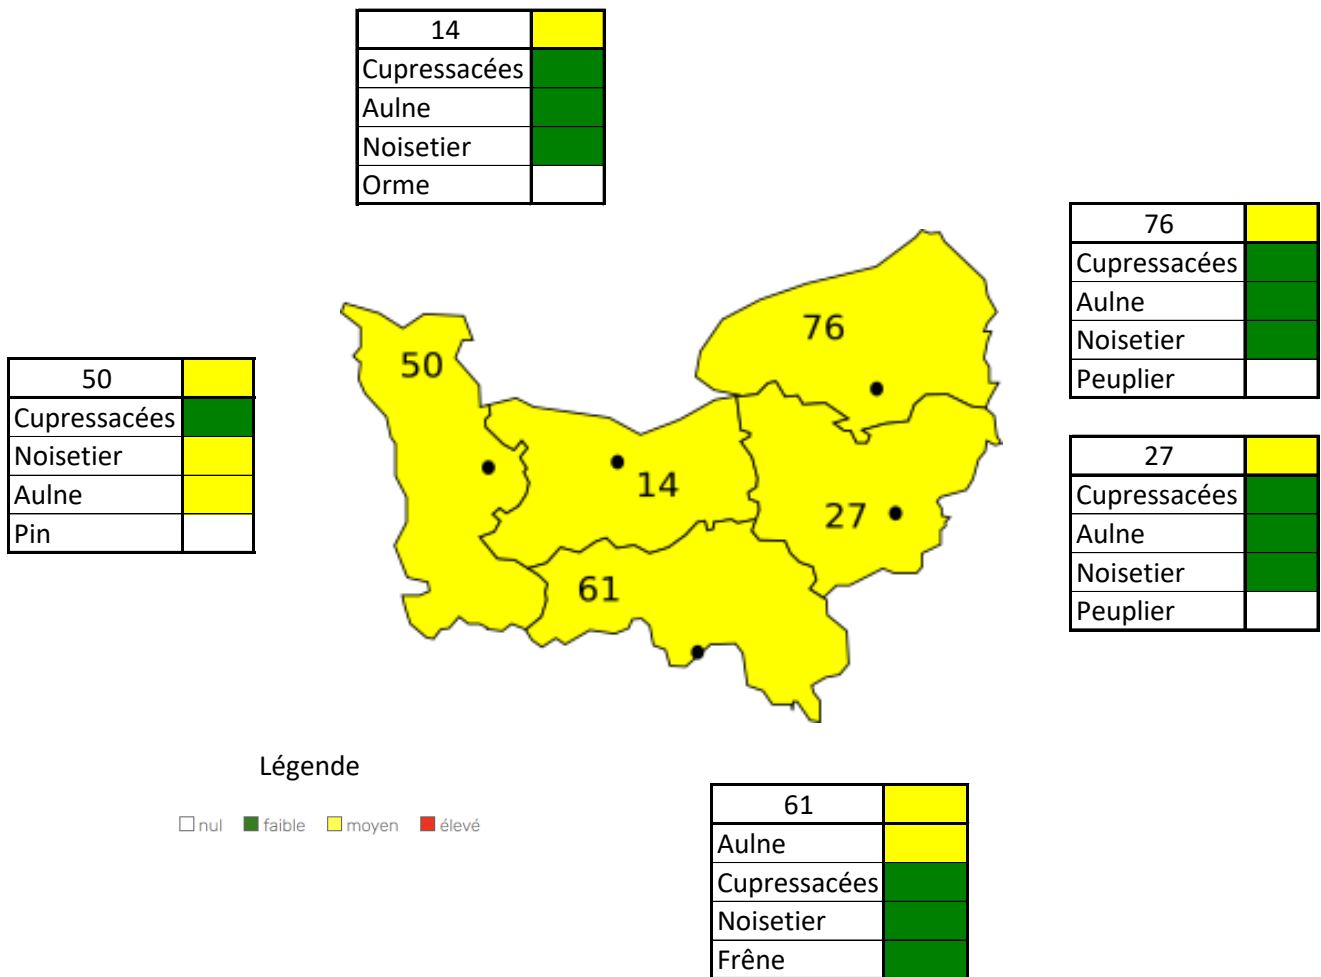 14
Cupressacées
Aulne
Noisetier
Orme
76
Cupressacées
Aulne
Noisetier
Peuplier
50
Cupressacées
Noisetier
Aulne
Pin
27
Cupressacées
Aulne
Noisetier
Peuplier
76
50
14
27
61
Légende
nul faible moyen élevé
61
Aulne
Cupressacées
Noisetier
Frêne